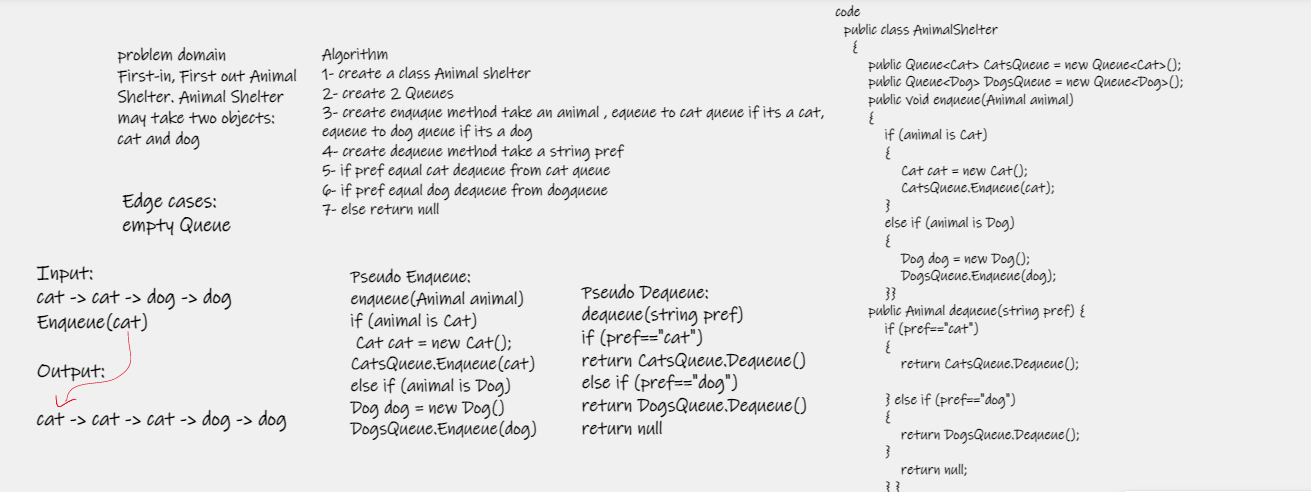 problem domain
First-in, First out Animal
Shelter. Animal Shelter
may take two objects:
cat and dog
Edge cases:
empty Queue
Input:
cat -> cat -> dog -> dog
Enqueue(cat)
Output:
cat -> cat -> cat -> dog -> dog
Algorithm
1- create a class Animal shelter
2- create 2 Queues
3- create enquque method take an animal , equeue to cat queue if its a cat,
equeue to dog queue if its a dog
4- create dequeue method take a string pref
5- if pref equal cat dequeue from cat queue
6- if pref equal dog dequeue from dogqueue
7- else return null
Pseudo Enqueue:
enqueue(Animal animal)
if (animal is Cat)
Cat cat = new Cat();
CatsQueue.Enqueue(cat)
else if (animal is Dog)
Dog dog = new Dog()
DogsQueue.Enqueue(dog)
Pseudo Dequeue:
dequeue(string pref)
if (pref=="cat")
return CatsQueue.Dequeue()
else if (pref=="dog")
return DogsQueue.Dequeue()
return null
code
public class AnimalShelter
{
public Queue<Cat> CatsQueue = new Queue<Cat>();
public Queue<Dog> DogsQueue = new Queue<Dog>();
public void enqueue(Animal animal)
{
if (animal is Cat)
{
Cat cat = new Cat();
CatsQueue.Enqueue(cat);
}
else if (animal is Dog)
{
Dog dog = new Dog();
DogsQueue.Enqueue(dog);
}}
public Animal dequeue(string pref) {
if (pref=="cat")
{
return CatsQueue.Dequeue();
} else if (pref=="dog")
{
return DogsQueue.Dequeue();
}
return null;
} }